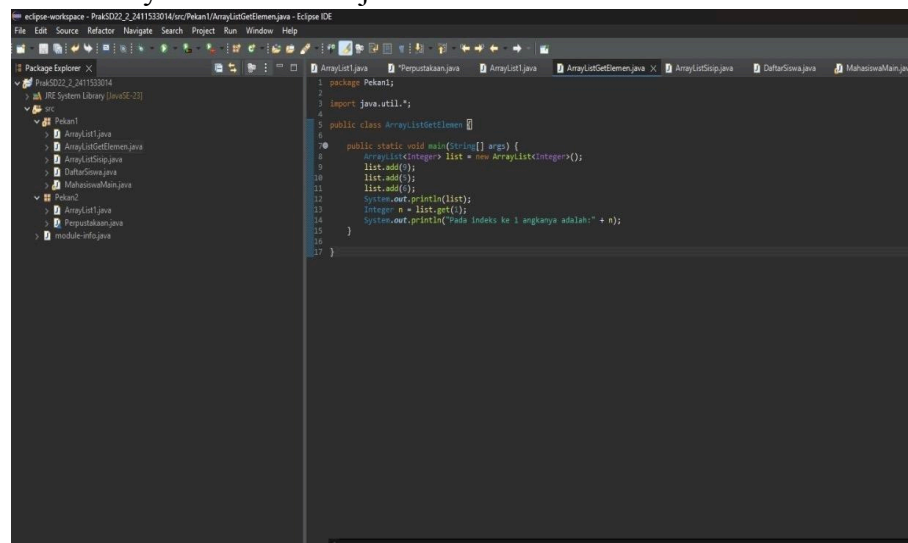 eclipse-workspace - PrakSD22_2_2411533014/src/Pekan1/ArrayListGetElemen.java - Eclipse IDE
File Edit Source Refactor Navigate Search Project Run Window Help
Package Explorer
ArrayList1.java *Perpustakaan.java ArrayList1.java ArrayListGetElemen.java ArrayListSisip.java DaftarSiswa.java MahasiswaMain.jav
PrakSD22_2_2411533014
JRE System Library [JavaSE-23]
src
Pekan1
ArrayList1.java
ArrayListGetElemen.java
ArrayListSisip.java
DaftarSiswa.java
MahasiswaMain.java
Pekan2
ArrayList1.java
Perpustakaan.java
module-info.java
1 package Pekan1;
2
3 import java.util.*;
5 public class ArrayListGetElemen {
6
7 public static void main(String[] args) {
8 ArrayList<Integer> list = new ArrayList<Integer>();
9 list.add(9);
10 list.add(5);
11 list.add(6);
12 System.out.println(list);
13 Integer n = list.get(1);
14 System.out.println("Pada indeks ke 1 angkanya adalah:" + n);
15 }
16
17 }